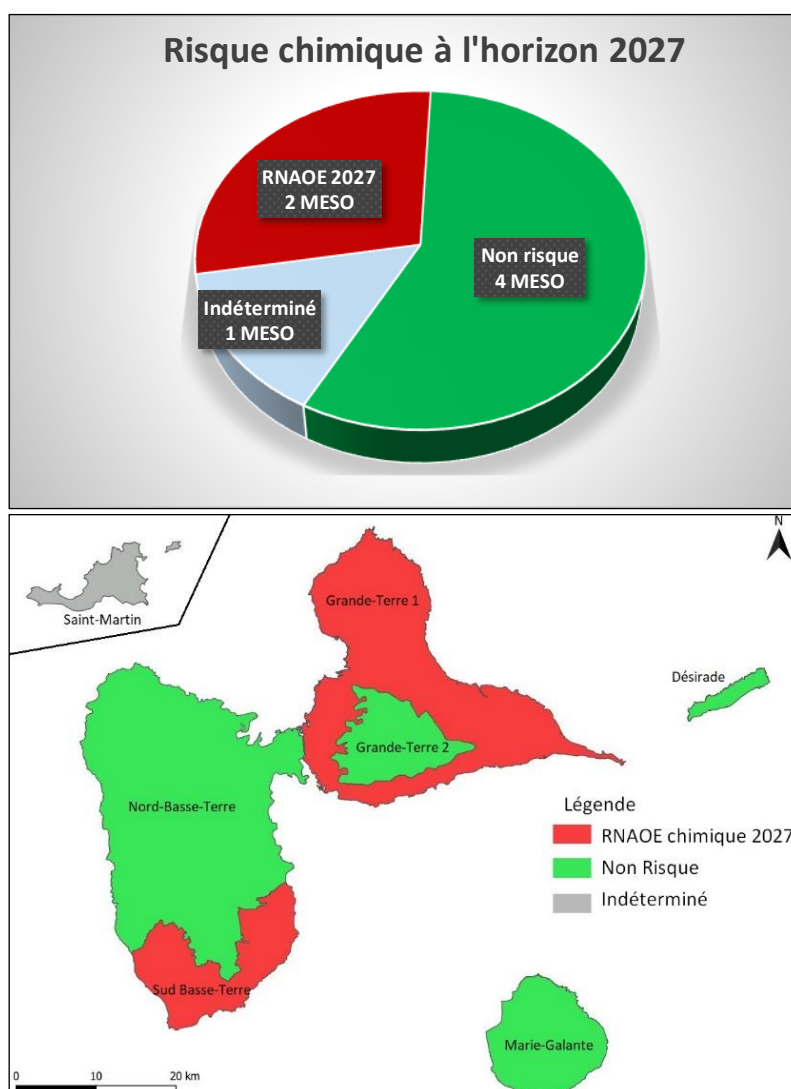 Risque chimique à l'horizon 2027
RNAOE 2027
2 MESO
Non risque
4 MESO
Indéterminé
1 MESO
N
Grande-Terre 1
Saint-Martin
Désirade
Grande-Terre 2
Nord-Basse-Terre
Légende
RNAOE chimique 2027
Non Risque
Indéterminé
Sud Basse-Terre
Marie-Galante
0 10 20 km